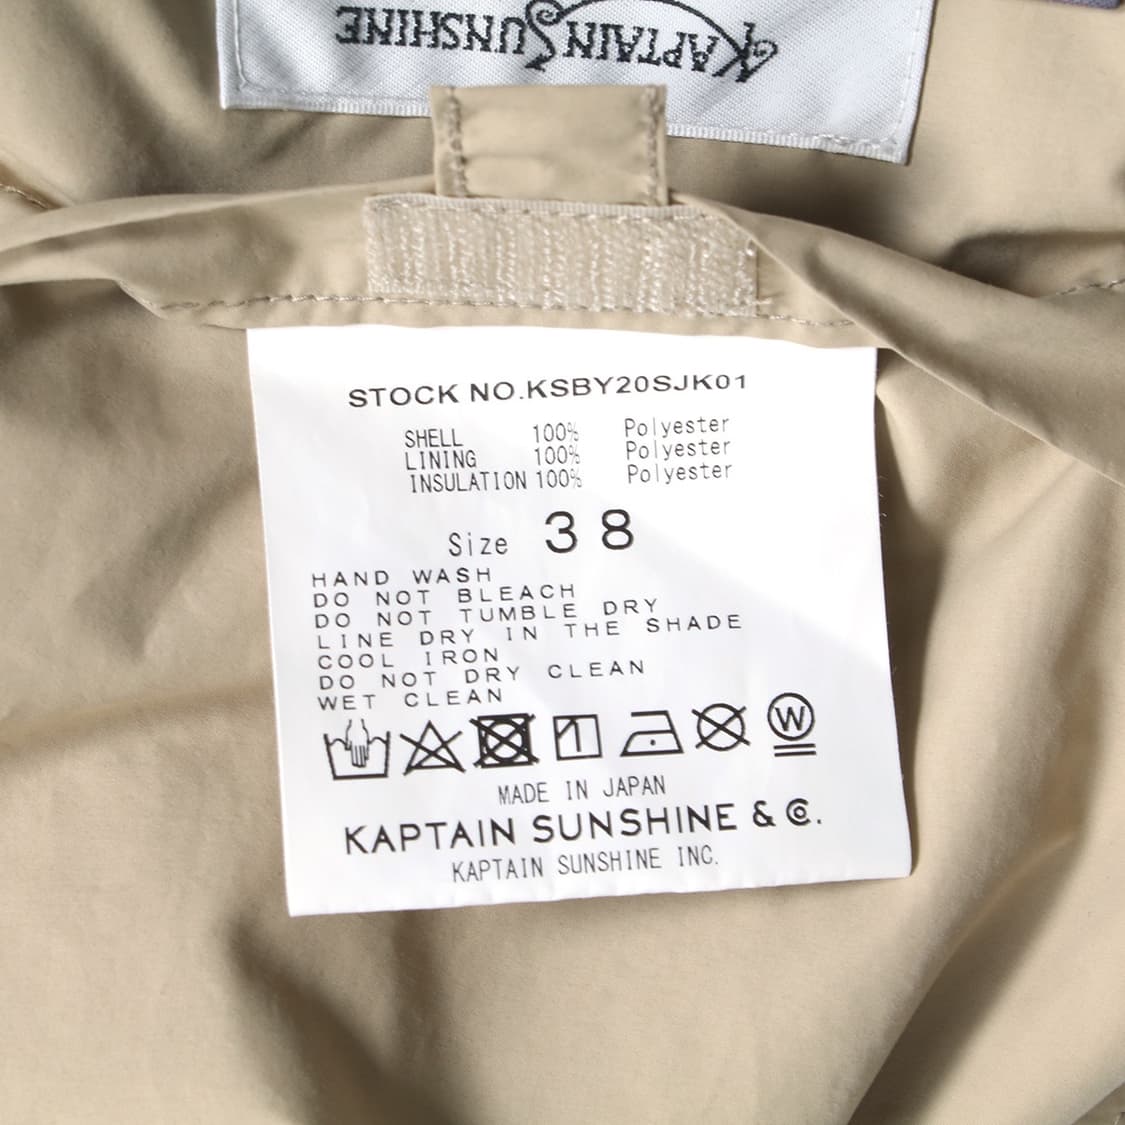 KAPTAIN SUNSHINE
STOCK NO.KSBY20SJK01
SHELL 100% Polyester
LINING 100% Polyester
INSULATION 100% Polyester
Size 38
HAND WASH
DO NOT BLEACH
DO NOT TUMBLE DRY
LINE DRY IN THE SHADE
COOL IRON
DO NOT DRY CLEAN
WET CLEAN
W
MADE IN JAPAN
KAPTAIN SUNSHINE & Co.
KAPTAIN SUNSHINE INC.